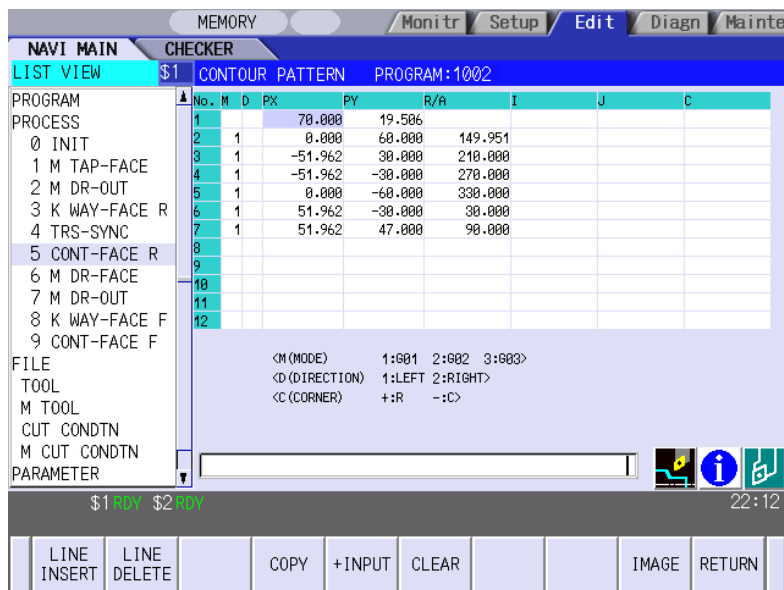 MEMORY Monitr Setup Edit Diagn Mainte
NAVI MAIN CHECKER
LIST VIEW $1 CONTOUR PATTERN PROGRAM:1002
PROGRAM
PROCESS
0 INIT
1 M TAP-FACE
2 M DR-OUT
3 K WAY-FACE R
4 TRS-SYNC
5 CONT-FACE R
6 M DR-FACE
7 M DR-OUT
8 K WAY-FACE F
9 CONT-FACE F
FILE
TOOL
M TOOL
CUT CONDTN
M CUT CONDTN
PARAMETER
No. M D PX PY R/A I J C
1 70.000 19.506
2 1 0.000 60.000 149.951
3 1 -51.962 30.000 210.000
4 1 -51.962 -30.000 270.000
5 1 0.000 -60.000 330.000
6 1 51.962 -30.000 30.000
7 1 51.962 47.000 90.000
8
9
10
11
12
<M(MODE) 1:G01 2:G02 3:G03>
<D(DIRECTION) 1:LEFT 2:RIGHT>
<C(CORNER) +:R -:C>
i
$1 RDY $2 RDY 22:12
LINE INSERT
LINE DELETE
COPY
+INPUT
CLEAR
IMAGE
RETURN